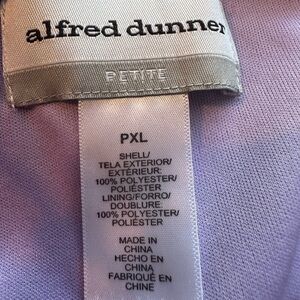 alfred dunner
PETITE
PXL
SHELL/
TELA EXTERIOR/
EXTÉRIEUR:
100% POLYESTER/
POLIÉSTER
LINING/FORRO/
DOUBLURE:
100% POLYESTER/
POLIÉSTER
MADE IN
CHINA
HECHO EN
CHINA
FABRIQUÉ EN
CHINE